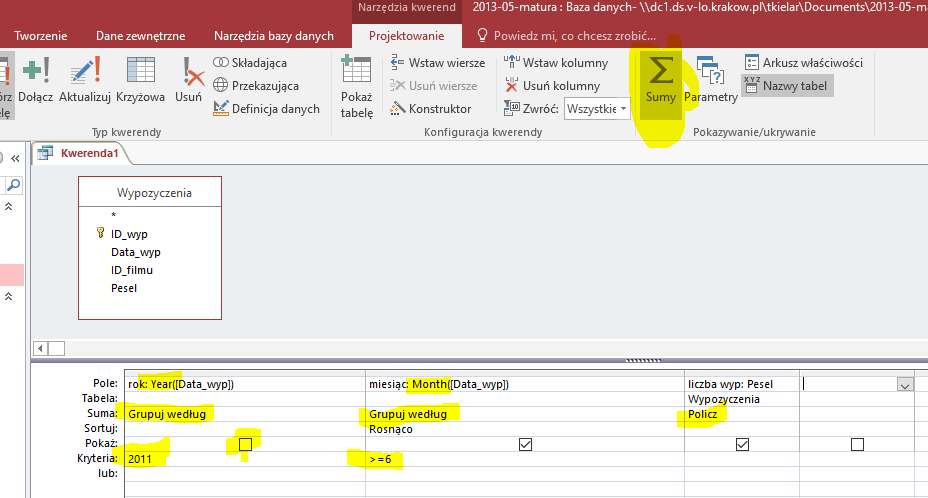 Narzędzia kwerend 2013-05-matura : Baza danych- \\dc1.ds.v-lo.krakow.pl\tkielar\Documents\2013-05-m
Tworzenie Dane zewnętrzne Narzędzia bazy danych Projektowanie Powiedz mi, co chcesz zrobić...
Dołącz Aktualizuj Krzyżowa Usuń
Składająca
Przekazująca
Definicja danych
Typ kwerendy
Pokaż tabelę
Wstaw wiersze
Usuń wiersze
Konstruktor
Wstaw kolumny
Usuń kolumny
Zwróć: Wszystkie
Konfiguracja kwerendy
Σ
Sumy
Parametry
Arkusz właściwości
XYZ Nazwy tabel
Pokazywanie/ukrywanie
Kwerenda1
Wypozyczenia
*
ID_wyp
Data_wyp
ID_filmu
Pesel
Pole: rok: Year([Data_wyp]) miesiąc: Month([Data_wyp]) liczba wyp: Pesel
Tabela: Wypozyczenia
Suma: Grupuj według Grupuj według Policz
Sortuj: Rosnąco
Pokaż:
Kryteria: 2011 >=6
lub: